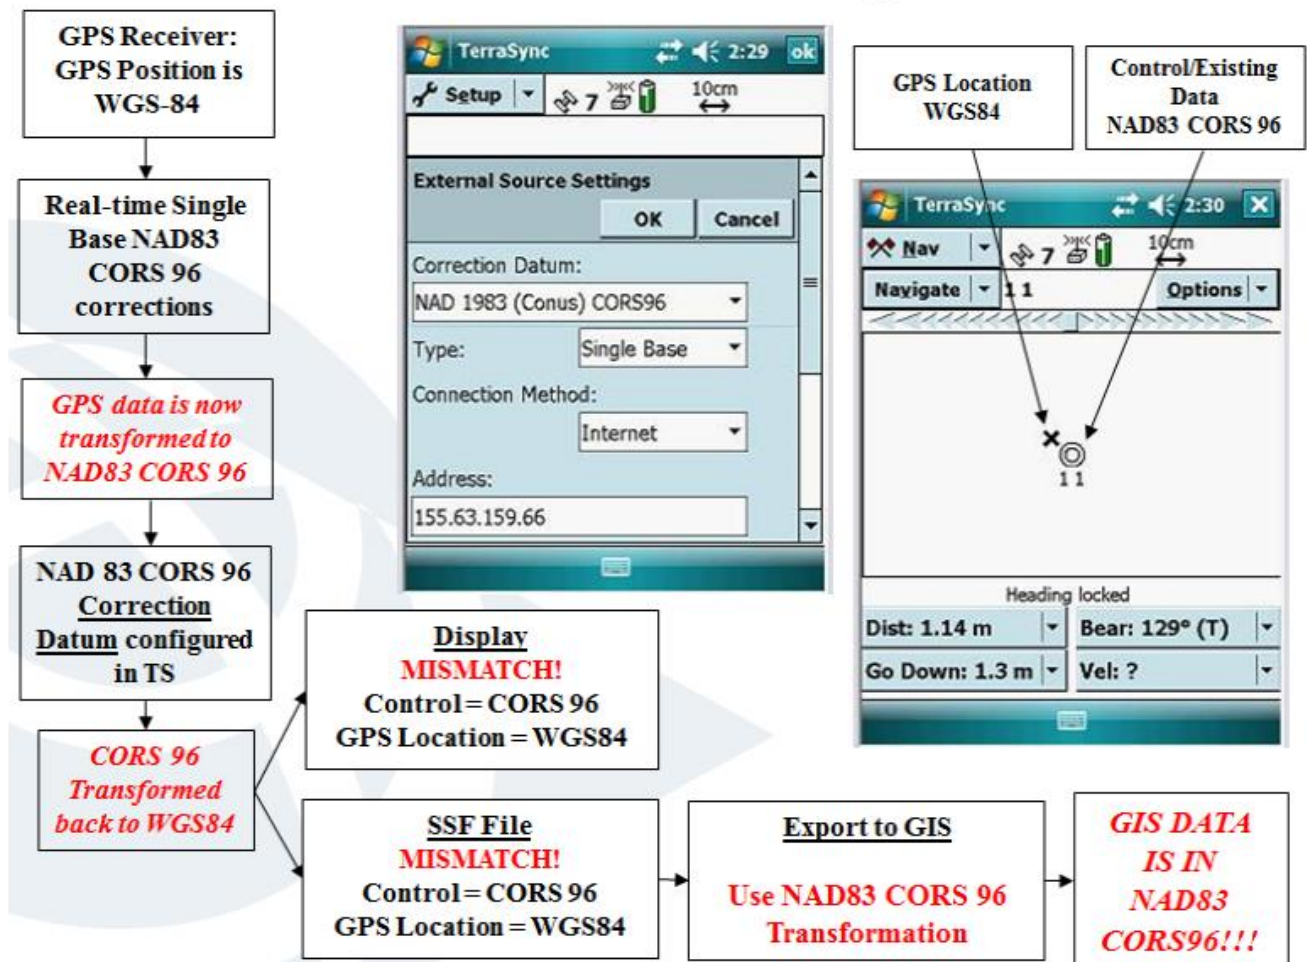 GPS Receiver:
GPS Position is
WGS-84
Real-time Single
Base NAD83
CORS 96
corrections
GPS data is now
transformed to
NAD83 CORS 96
NAD 83 CORS 96
Correction
Datum configured
in TS
CORS 96
Transformed
back to WGS84
TerraSync
2:29
ok
Setup
7
10cm
External Source Settings
OK
Cancel
Correction Datum:
NAD 1983 (Conus) CORS96
Type:
Single Base
Connection Method:
Internet
Address:
155.63.159.66
GPS Location
WGS84
Control/Existing
Data
NAD83 CORS 96
TerraSync
2:30
Nav
7
10cm
Navigate
1 1
Options
1 1
Heading locked
Dist: 1.14 m
Bear: 129° (T)
Go Down: 1.3 m
Vel: ?
Display
MISMATCH!
Control = CORS 96
GPS Location = WGS84
SSF File
MISMATCH!
Control = CORS 96
GPS Location = WGS84
Export to GIS
Use NAD83 CORS 96
Transformation
GIS DATA
IS IN
NAD83
CORS96!!!